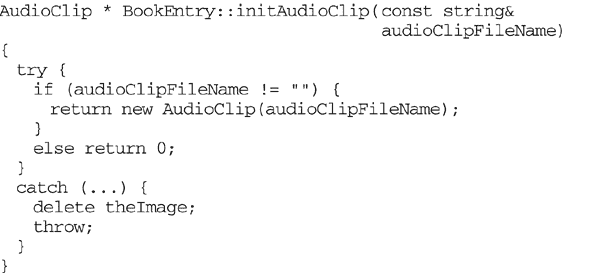 AudioClip * BookEntry::initAudioClip(const string&
                                     audioClipFileName)
{
  try {
    if (audioClipFileName != "") {
      return new AudioClip(audioClipFileName);
    }
    else return 0;
  }
  catch (...) {
    delete theImage;
    throw;
  }
}